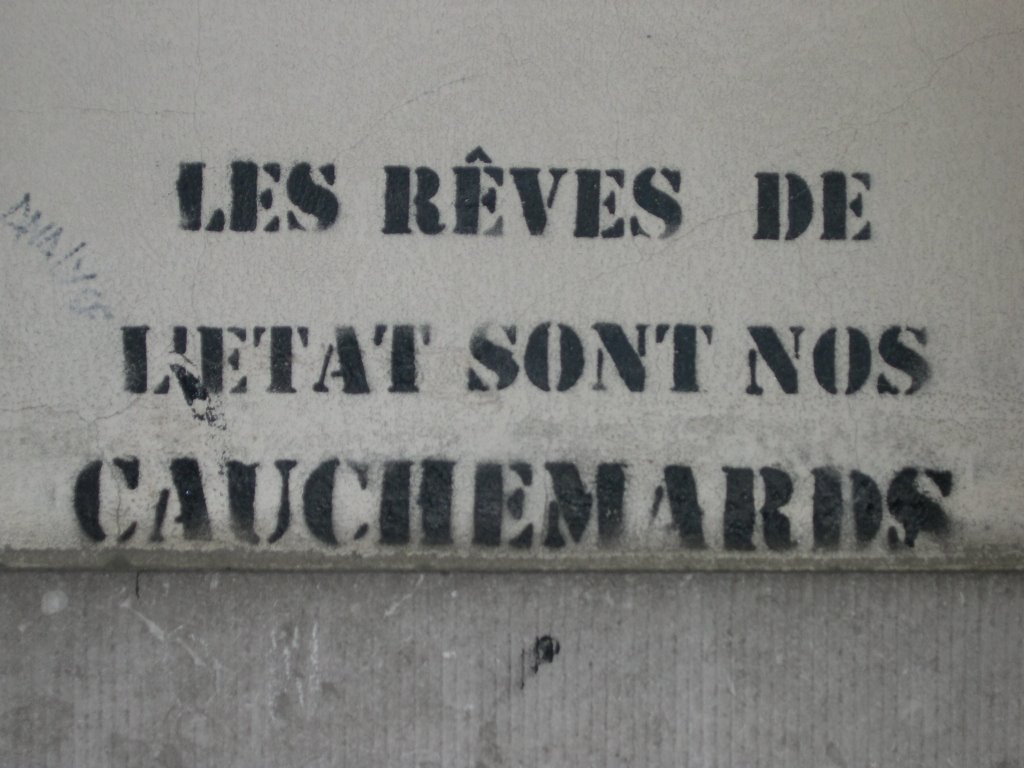 LES RÊVES DE
L'ETAT SONT NOS
CAUCHEMARDS